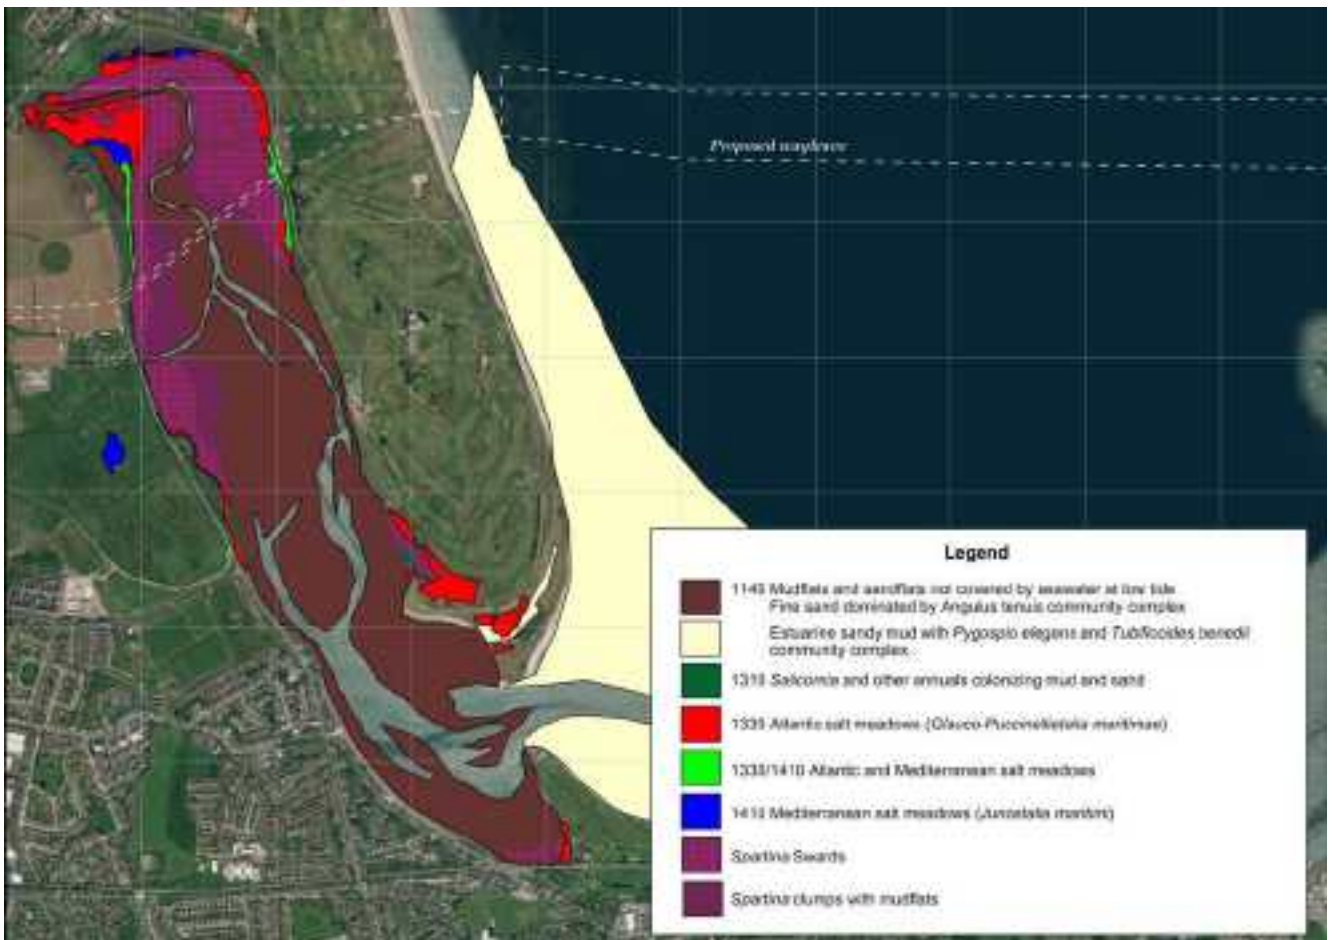 Proposed wayleave
Legend
1140 Mudflats and sandflats not covered by seawater at low tide
Fine sand dominated by Angulus tenuis community complex
Estuarine sandy mud with Pygospio elegans and Tubificoides benedii
community complex
1310 Salicornia and other annuals colonizing mud and sand
1330 Atlantic salt meadows (Glauco-Puccinellietalia maritimae)
1330/1410 Atlantic and Mediterranean salt meadows
1410 Mediterranean salt meadows (Juncetalia maritimi)
Spartina Swards
Spartina clumps with mudflats